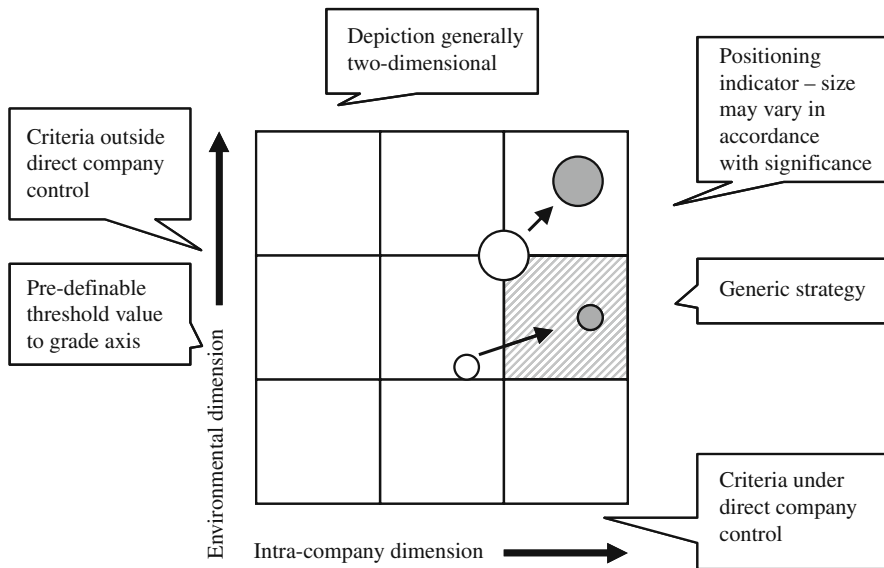 Depiction generally
two-dimensional
Positioning
indicator – size
may vary in
accordance
with significance
Criteria outside
direct company
control
Pre-definable
threshold value
to grade axis
Generic strategy
Environmental dimension
Criteria under
direct company
control
Intra-company dimension